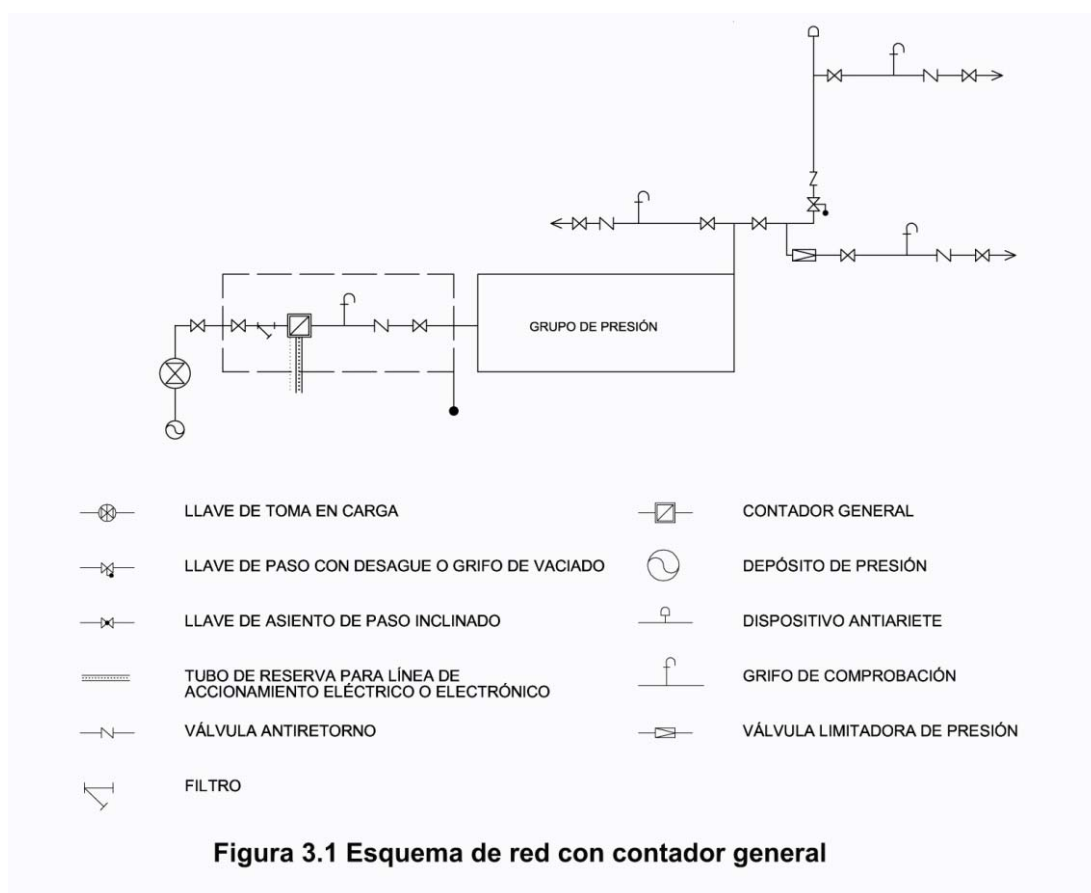 GRUPO DE PRESIÓN
LLAVE DE TOMA EN CARGA
LLAVE DE PASO CON DESAGUE O GRIFO DE VACIADO
LLAVE DE ASIENTO DE PASO INCLINADO
TUBO DE RESERVA PARA LÍNEA DE
ACCIONAMIENTO ELÉCTRICO O ELECTRÓNICO
VÁLVULA ANTIRETORNO
FILTRO
CONTADOR GENERAL
DEPÓSITO DE PRESIÓN
DISPOSITIVO ANTIARIETE
GRIFO DE COMPROBACIÓN
VÁLVULA LIMITADORA DE PRESIÓN
Figura 3.1 Esquema de red con contador general